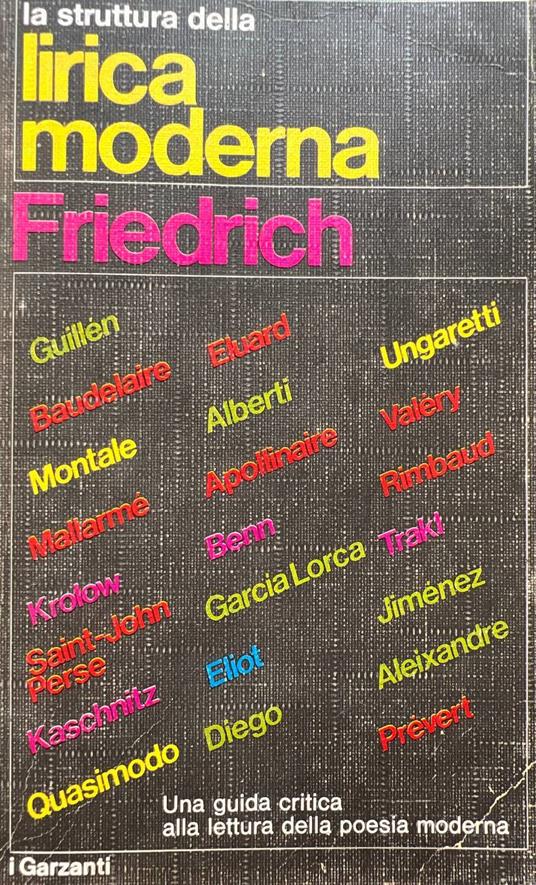 la struttura della
lirica
moderna
Friedrich
Guillén
Baudelaire
Montale
Mallarmé
Krolow
Saint-John
Perse
Kaschnitz
Quasimodo
Eluard
Alberti
Apollinaire
Benn
Garcia Lorca
Eliot
Diego
Ungaretti
Valéry
Rimbaud
Trakl
Jiménez
Aleixandre
Prévert
Una guida critica
alla lettura della poesia moderna
i Garzanti